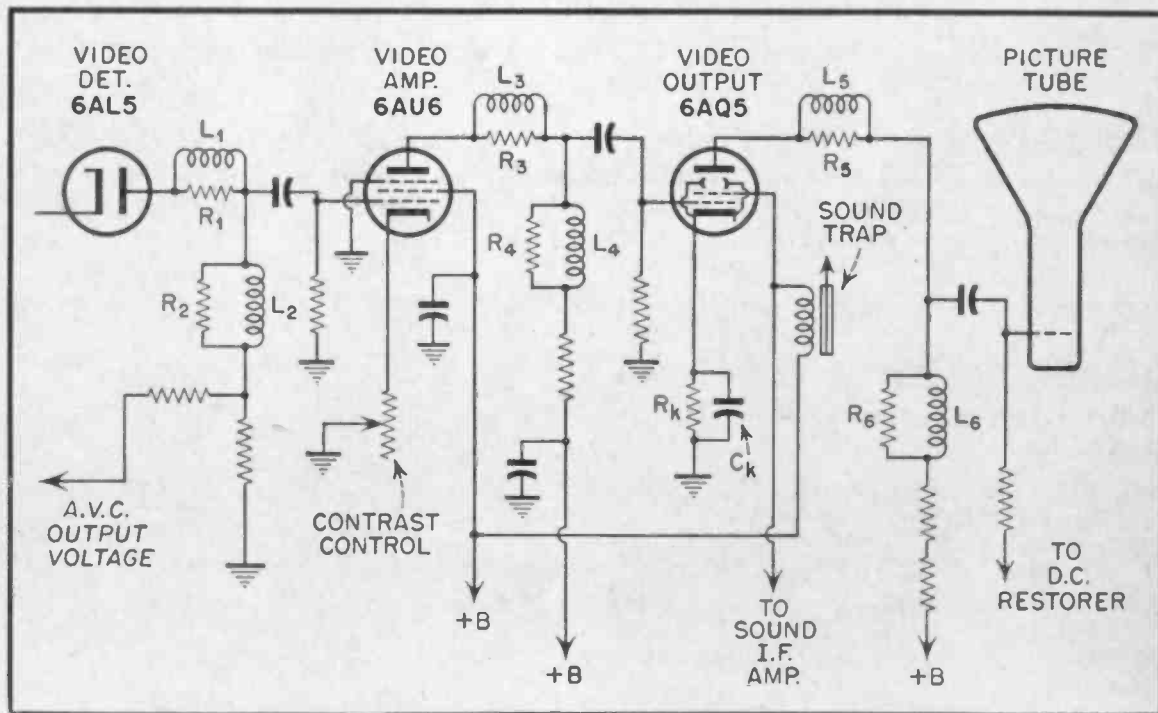 VIDEO
DET.
6AL5
VIDEO
AMP.
6AU6
VIDEO
OUTPUT
6AQ5
PICTURE
TUBE
L1
R1
R2
L2
A.V.C.
OUTPUT
VOLTAGE
CONTRAST
CONTROL
L3
R3
R4
L4
+B
+B
L5
R5
SOUND
TRAP
Rk
Ck
TO
SOUND
I.F.
AMP.
R6
L6
+B
TO
D.C.
RESTORER